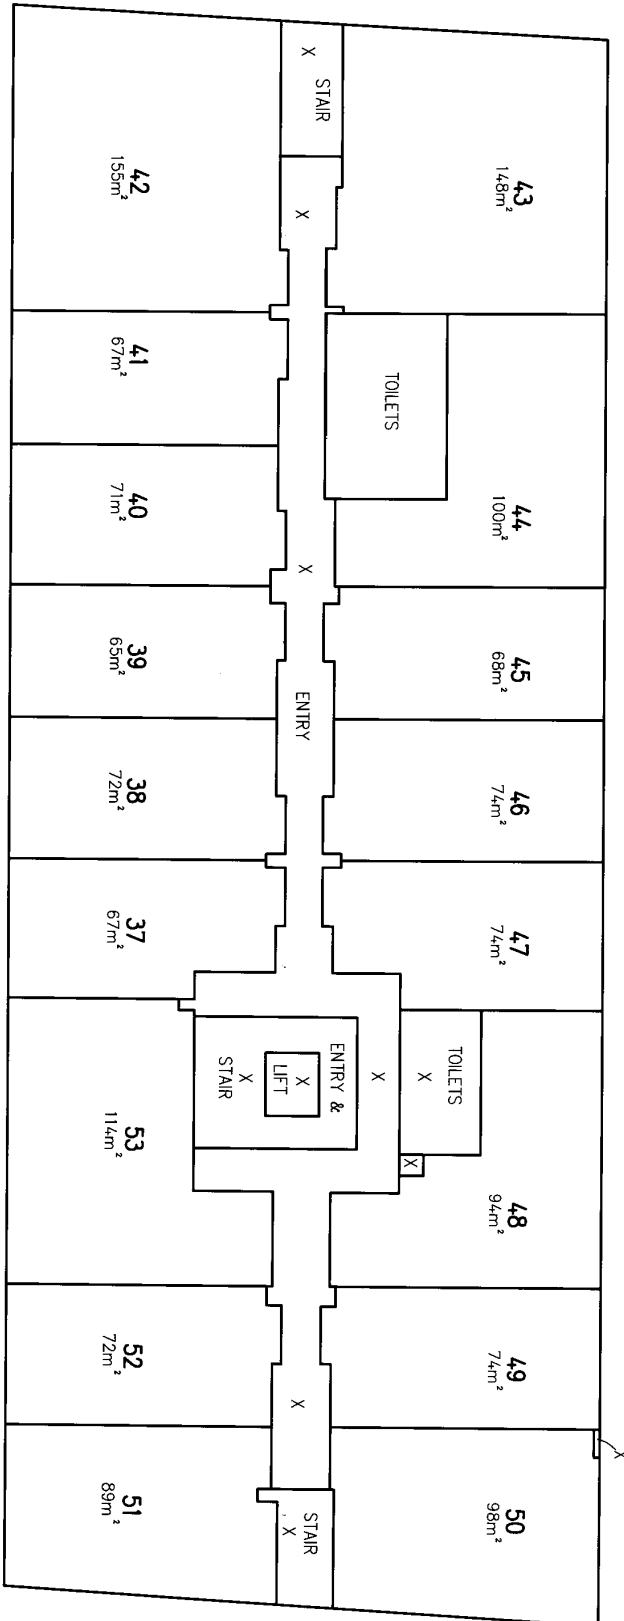 X
STAIR
43
148m²
42
155m²
X
41
67m²
TOILETS
40
71m²
44
100m²
X
39
65m²
45
68m²
ENTRY
38
72m²
46
74m²
37
67m²
47
74m²
ENTRY &
STAIR
X
LIFT
X
X
TOILETS
X
X
53
114m²
48
94m²
52
72m²
49
74m²
X
X
51
89m²
STAIR
X
50
98m²